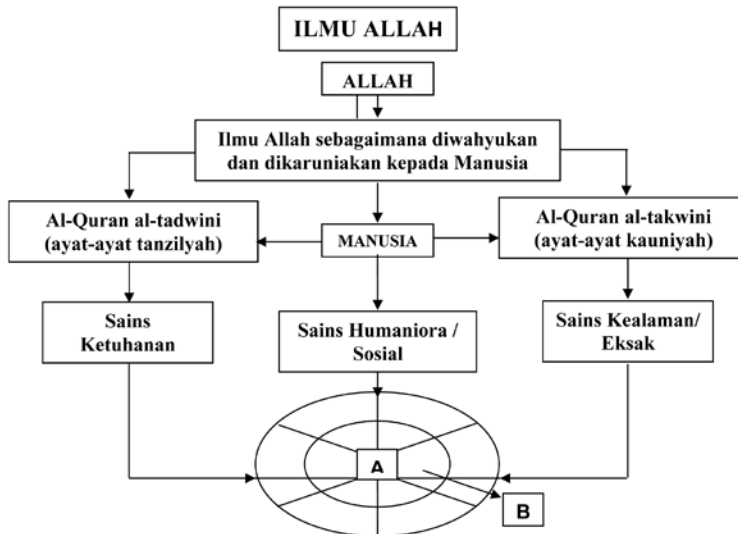 ILMU ALLAH
ALLAH
Ilmu Allah sebagaimana diwahyukan
dan dikaruniakan kepada Manusia
Al-Quran al-tadwini
(ayat-ayat tanzilyah)
MANUSIA
Al-Quran al-takwini
(ayat-ayat kauniyah)
Sains
Ketuhanan
Sains Humaniora /
Sosial
Sains Kealaman/
Eksak
A
B